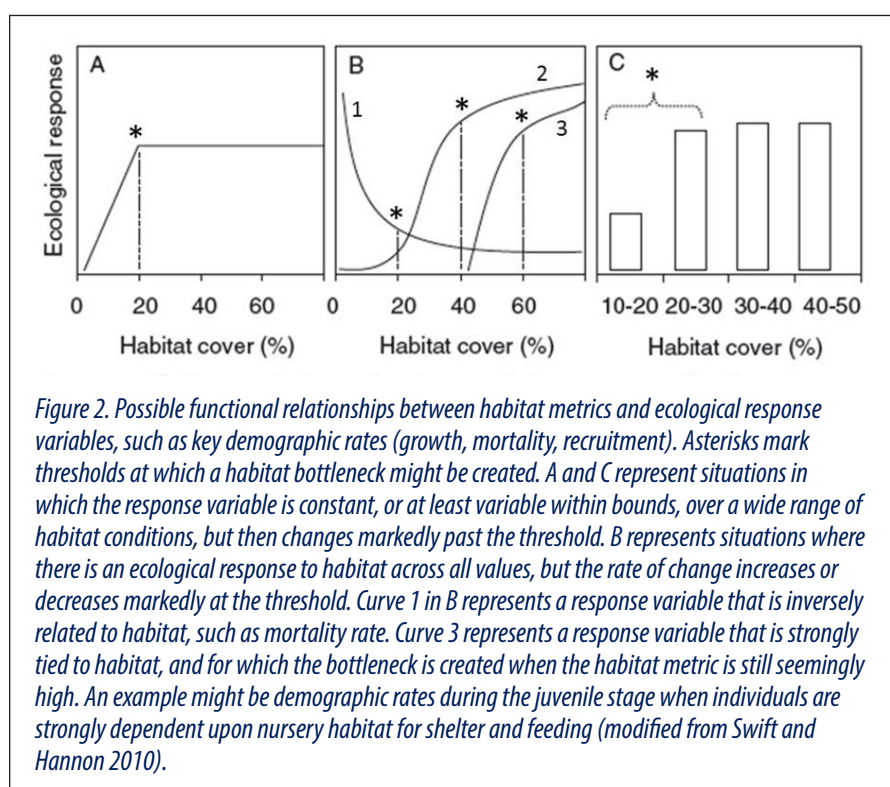 A
B
C
Ecological response
*
*
*
*
*
1
2
3
0 20 40 60
0 20 40 60
10-20 20-30 30-40 40-50
Habitat cover (%)
Habitat cover (%)
Habitat cover (%)
Figure 2. Possible functional relationships between habitat metrics and ecological response
variables, such as key demographic rates (growth, mortality, recruitment). Asterisks mark
thresholds at which a habitat bottleneck might be created. A and C represent situations in
which the response variable is constant, or at least variable within bounds, over a wide range of
habitat conditions, but then changes markedly past the threshold. B represents situations where
there is an ecological response to habitat across all values, but the rate of change increases or
decreases markedly at the threshold. Curve 1 in B represents a response variable that is inversely
related to habitat, such as mortality rate. Curve 3 represents a response variable that is strongly
tied to habitat, and for which the bottleneck is created when the habitat metric is still seemingly
high. An example might be demographic rates during the juvenile stage when individuals are
strongly dependent upon nursery habitat for shelter and feeding (modified from Swift and
Hannon 2010).